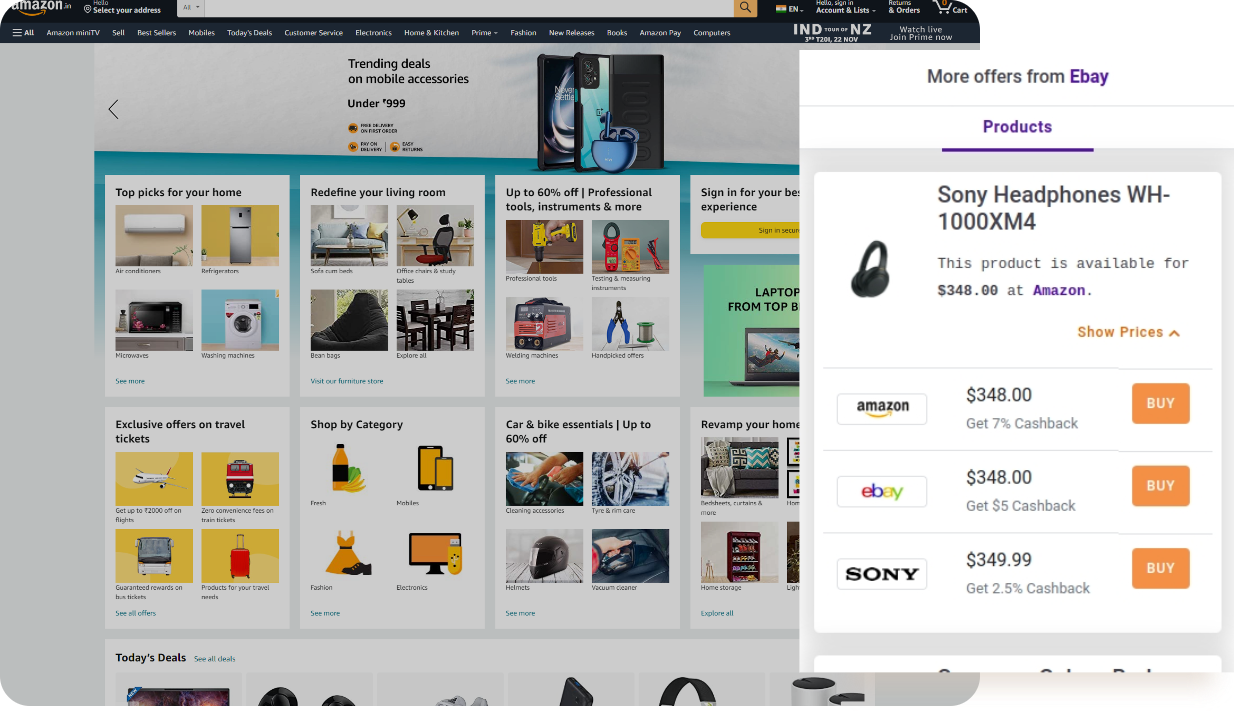 amazon.in
Hello
Select your address
All
EN
Hello, sign in
Account & Lists
Returns
& Orders
0
Cart
All
Amazon miniTV
Sell
Best Sellers
Mobiles
Today's Deals
Customer Service
Electronics
Home & Kitchen
Prime
Fashion
New Releases
Books
Amazon Pay
Computers
IND TOUR OF NZ
3RD T20I, 22 NOV
Watch live
Join Prime now
Trending deals
on mobile accessories
Under ₹999
FREE DELIVERY
ON FIRST ORDER
PAY ON
DELIVERY
EASY
RETURNS
Never
Settle
Top picks for your home
Air conditioners
Refrigerators
Microwaves
Washing machines
See more
Redefine your living room
Sofa cum beds
Office chairs & study
tables
Bean bags
Explore all
Visit our furniture store
Up to 60% off | Professional
tools, instruments & more
Professional tools
Testing & measuring
instruments
Welding machines
Handpicked offers
See more
Sign in for your bes
experience
Sign in secur
LAPTOP
FROM TOP B
Exclusive offers on travel
tickets
Get up to ₹2000 off on
flights
Zero convenience fees on
train tickets
Guaranteed rewards on
bus tickets
Products for your travel
needs
See all offers
Shop by Category
Fresh
Mobiles
Fashion
Electronics
See more
Car & bike essentials | Up to
60% off
Cleaning accessories
Tyre & rim care
Helmets
Vacuum cleaner
See more
Revamp your home
Bedsheets, curtains &
more
Hom
Home storage
Ligh
Explore all
Today's Deals
See all deals
NEW
More offers from Ebay
Products
Sony Headphones WH-
1000XM4
This product is available for
$348.00 at Amazon.
Show Prices
amazon
$348.00
Get 7% Cashback
BUY
ebay
$348.00
Get $5 Cashback
BUY
SONY
$349.99
Get 2.5% Cashback
BUY